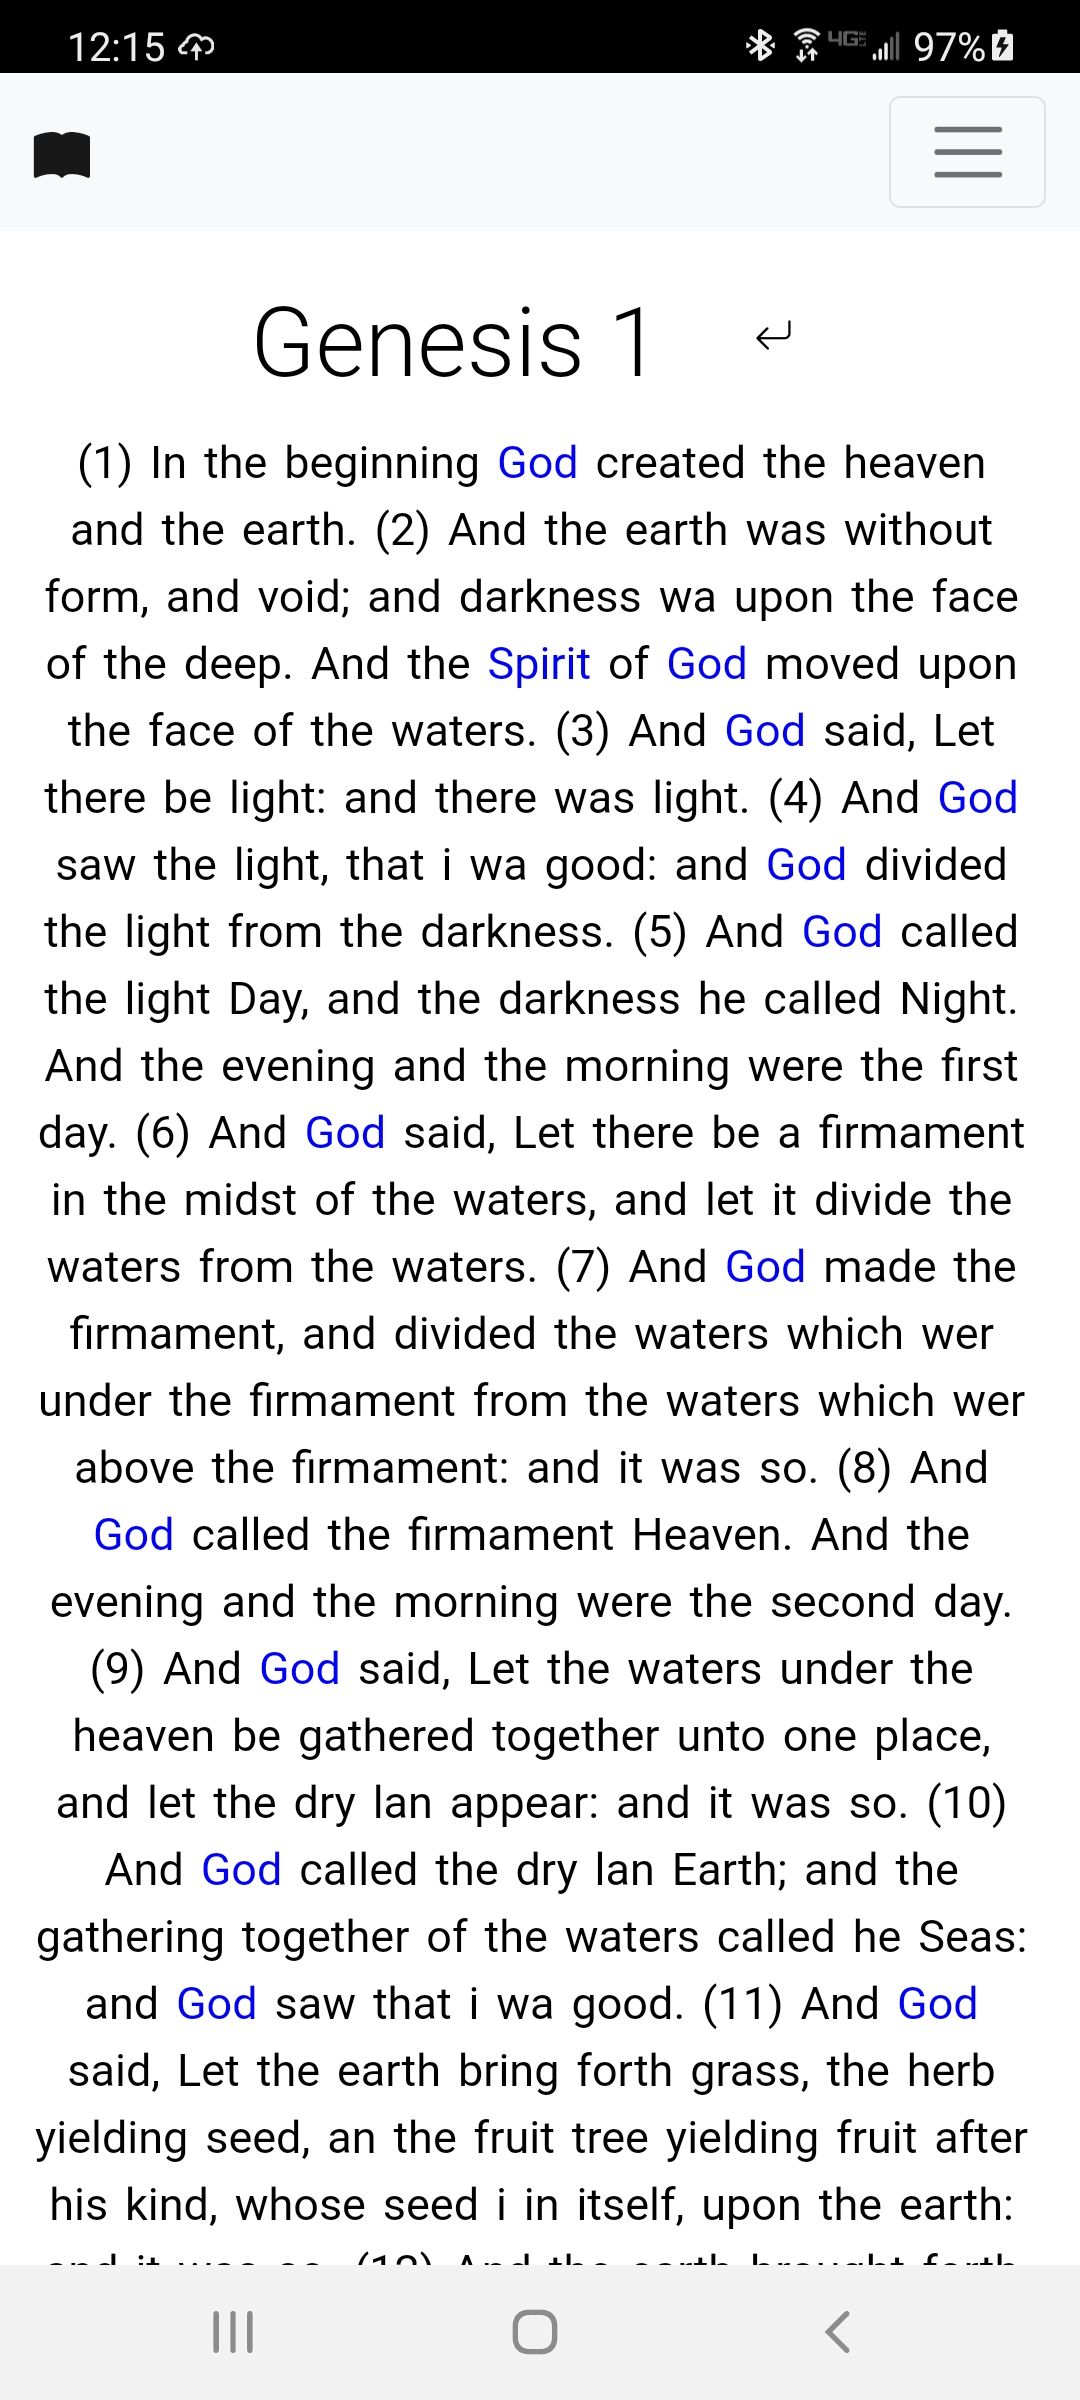 12:15
4G LTE 97%
Genesis 1
(1) In the beginning God created the heaven
and the earth. (2) And the earth was without
form, and void; and darkness wa upon the face
of the deep. And the Spirit of God moved upon
the face of the waters. (3) And God said, Let
there be light: and there was light. (4) And God
saw the light, that i wa good: and God divided
the light from the darkness. (5) And God called
the light Day, and the darkness he called Night.
And the evening and the morning were the first
day. (6) And God said, Let there be a firmament
in the midst of the waters, and let it divide the
waters from the waters. (7) And God made the
firmament, and divided the waters which wer
under the firmament from the waters which wer
above the firmament: and it was so. (8) And
God called the firmament Heaven. And the
evening and the morning were the second day.
(9) And God said, Let the waters under the
heaven be gathered together unto one place,
and let the dry lan appear: and it was so. (10)
And God called the dry lan Earth; and the
gathering together of the waters called he Seas:
and God saw that i wa good. (11) And God
said, Let the earth bring forth grass, the herb
yielding seed, an the fruit tree yielding fruit after
his kind, whose seed i in itself, upon the earth:
and it was so. (12) And the earth brought forth